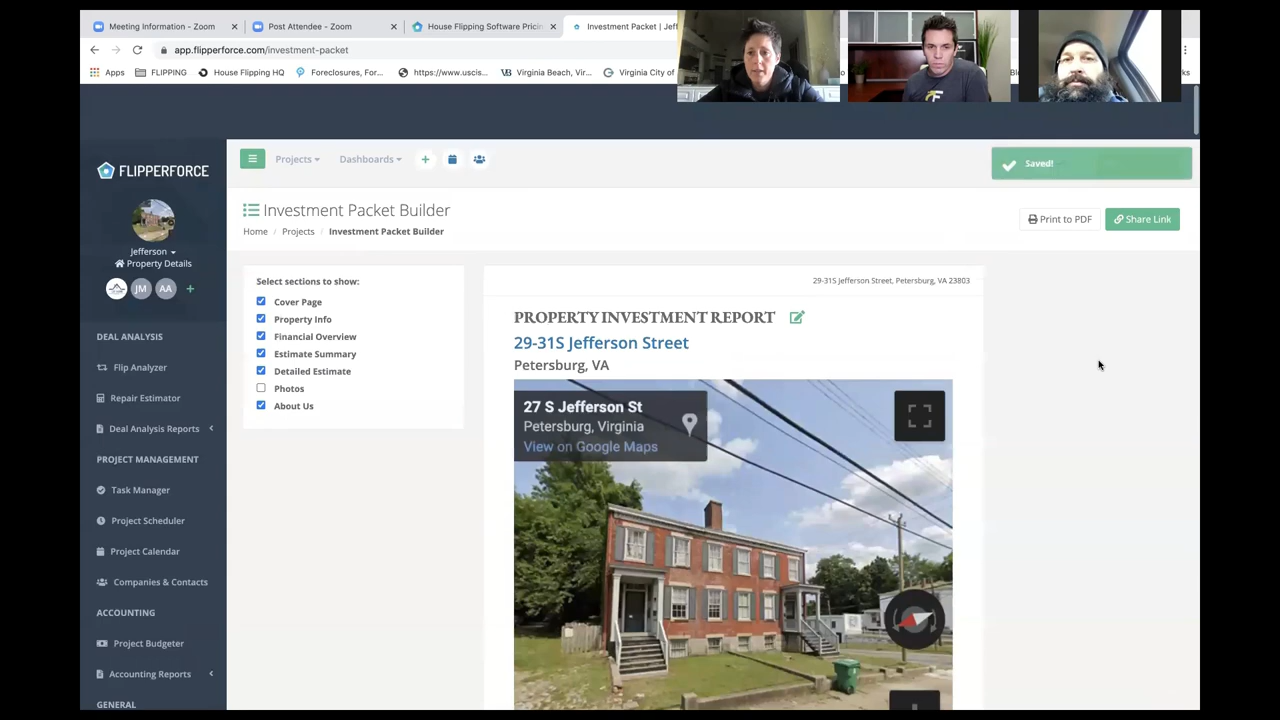 Meeting Information - Zoom
Post Attendee - Zoom
House Flipping Software Pricin
Investment Packet | Jeff
app.flipperforce.com/investment-packet
Apps
FLIPPING
House Flipping HQ
Foreclosures, For...
https://www.uscis...
Virginia Beach, Vir...
Virginia City of
FLIPPERFORCE
Projects
Dashboards
Saved!
Jefferson
Property Details
JM
AA
Investment Packet Builder
Home / Projects / Investment Packet Builder
Print to PDF
Share Link
DEAL ANALYSIS
Flip Analyzer
Repair Estimator
Deal Analysis Reports
PROJECT MANAGEMENT
Task Manager
Project Scheduler
Project Calendar
Companies & Contacts
ACCOUNTING
Project Budgeter
Accounting Reports
GENERAL
Select sections to show:
Cover Page
Property Info
Financial Overview
Estimate Summary
Detailed Estimate
Photos
About Us
29-31S Jefferson Street, Petersburg, VA 23803
PROPERTY INVESTMENT REPORT
29-31S Jefferson Street
Petersburg, VA
27 S Jefferson St
Petersburg, Virginia
View on Google Maps